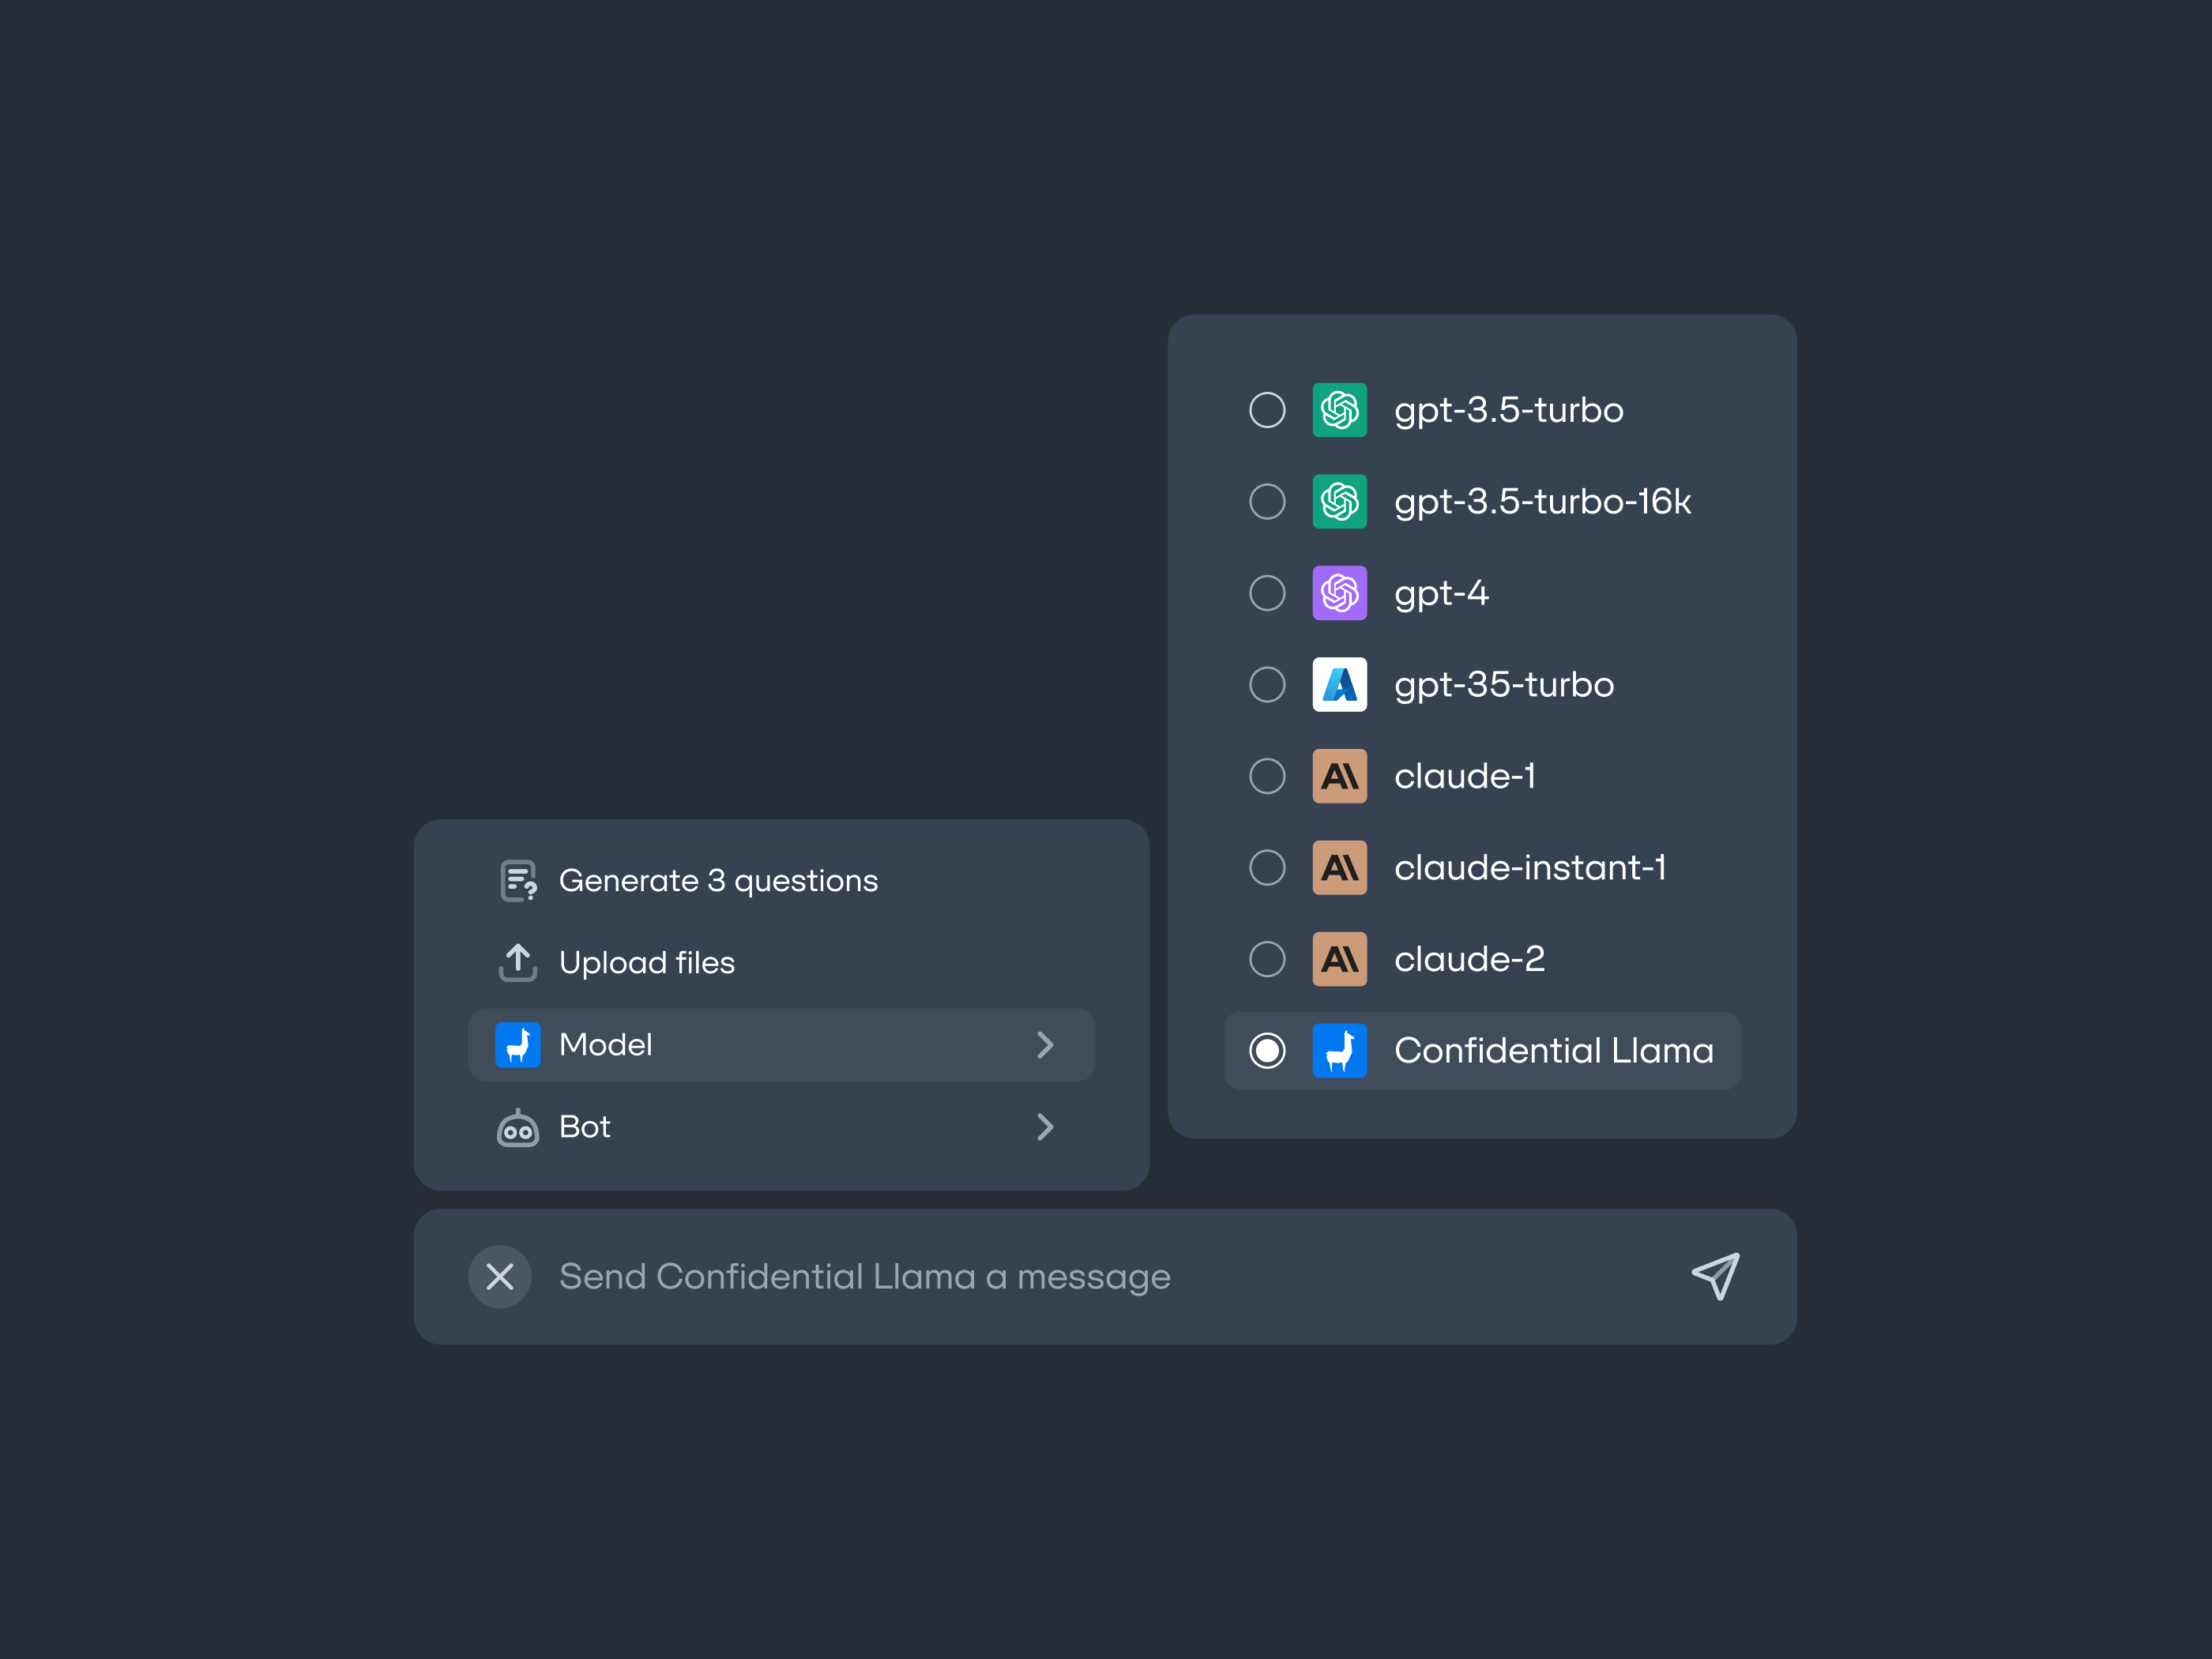 gpt-3.5-turbo
gpt-3.5-turbo-16k
gpt-4
gpt-35-turbo
claude-1
claude-instant-1
claude-2
Confidential Llama
Generate 3 questions
Upload files
Model
Bot
Send Confidential Llama a message